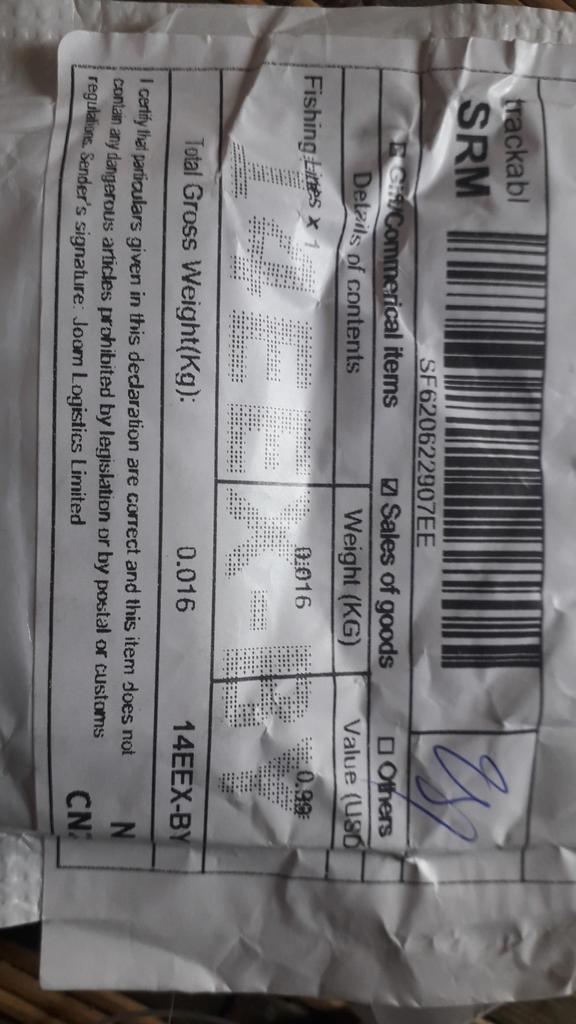 trackabl
SRM
SF620622907EE
Gift/Commerical items ☑ Sales of goods ☐ Others
Details of contents Weight (KG) Value (USD
Fishing Lines x 1 0.016 0.99
14EEX-BY
Total Gross Weight(Kg): 0.016 14EEX-BY
I certify that particulars given in this declaration are correct and this item does not
contain any dangerous articles prohibited by legislation or by postal or customs
regulations. Sender's signature: Joom Logistics Limited
N
CN